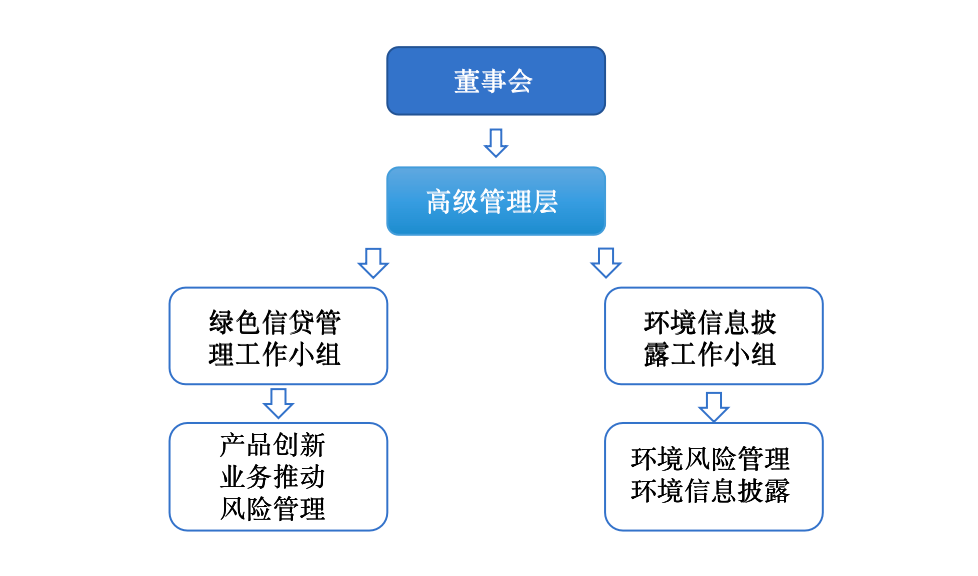 董事会
高级管理层
绿色信贷管
理工作小组
环境信息披
露工作小组
产品创新
业务推动
风险管理
环境风险管理
环境信息披露